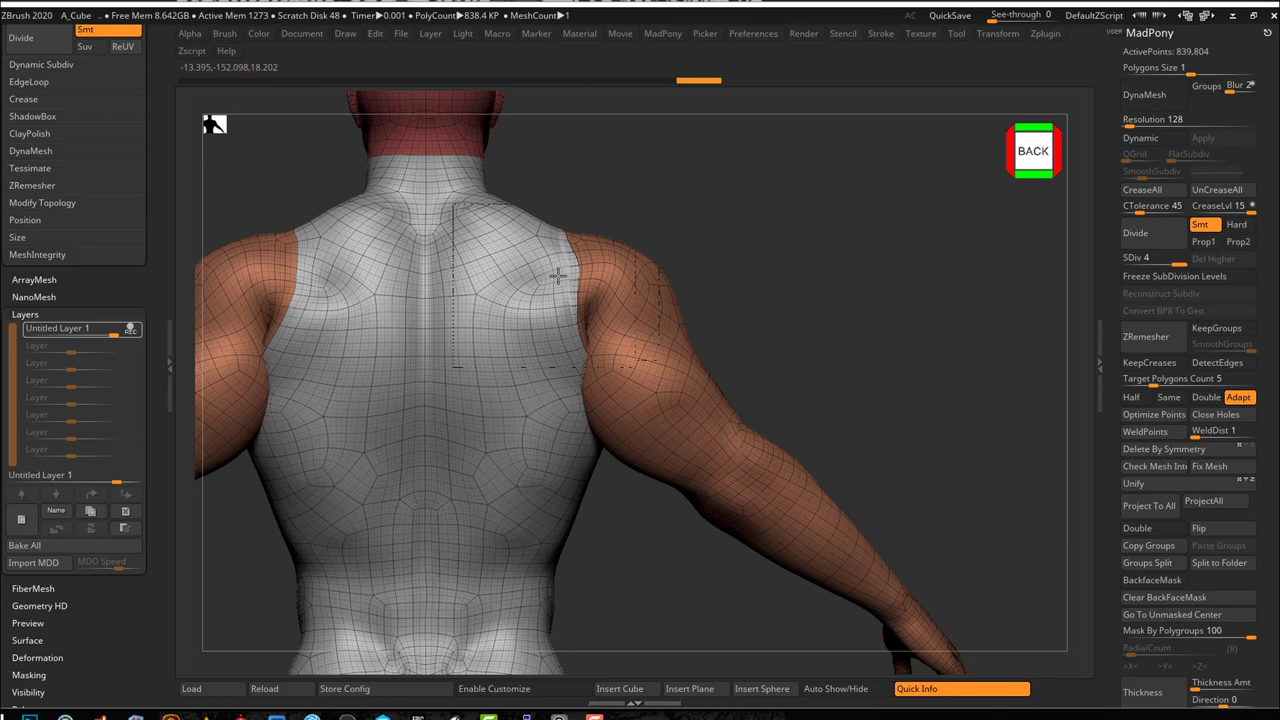 ZBrush 2020 A_Cube .. • Free Mem 8.642GB • Active Mem 1273 • Scratch Disk 48 • Timer▶0.001 • PolyCount▶838.4 KP • MeshCount▶1
AC QuickSave See-through 0 DefaultZScript
Alpha Brush Color Document Draw Edit File Layer Light Macro Marker Material Movie MadPony Picker Preferences Render Stencil Stroke Texture Tool Transform Zplugin
Zscript Help
-13.395,-152.098,18.202
Divide
Smt
Suv ReUV
Dynamic Subdiv
EdgeLoop
Crease
ShadowBox
ClayPolish
DynaMesh
Tessimate
ZRemesher
Modify Topology
Position
Size
MeshIntegrity
ArrayMesh
NanoMesh
Layers
Untitled Layer 1 REC
Layer
Layer
Layer
Layer
Layer
Layer
Layer
Untitled Layer 1
Name
Bake All
Import MDD MDD Speed
FiberMesh
Geometry HD
Preview
Surface
Deformation
Masking
Visibility
BACK
Load Reload Store Config Enable Customize Insert Cube Insert Plane Insert Sphere Auto Show/Hide Quick Info
USER MadPony
ActivePoints: 839,804
Polygons Size 1
DynaMesh Groups Blur 2
Resolution 128
Dynamic Apply
QGrid FlatSubdiv
SmoothSubdiv
CreaseAll UnCreaseAll
CTolerance 45 CreaseLvl 15
Divide Smt Hard
Prop1 Prop2
SDiv 4 Del Higher
Freeze SubDivision Levels
Reconstruct Subdiv
Convert BPR To Geo
ZRemesher KeepGroups
SmoothGroups
KeepCreases DetectEdges
Target Polygons Count 5
Half Same Double Adapt
Optimize Points Close Holes
WeldPoints WeldDist 1
Delete By Symmetry
Check Mesh Int Fix Mesh
Unify
Project To All ProjectAll
Double Flip
Copy Groups Paste Groups
Groups Split Split to Folder
BackfaceMask
Clear BackFaceMask
Go To Unmasked Center
Mask By Polygroups 100
RadialCount (R)
>X< >Y< >Z<
Thickness Thickness Amt
Direction 0